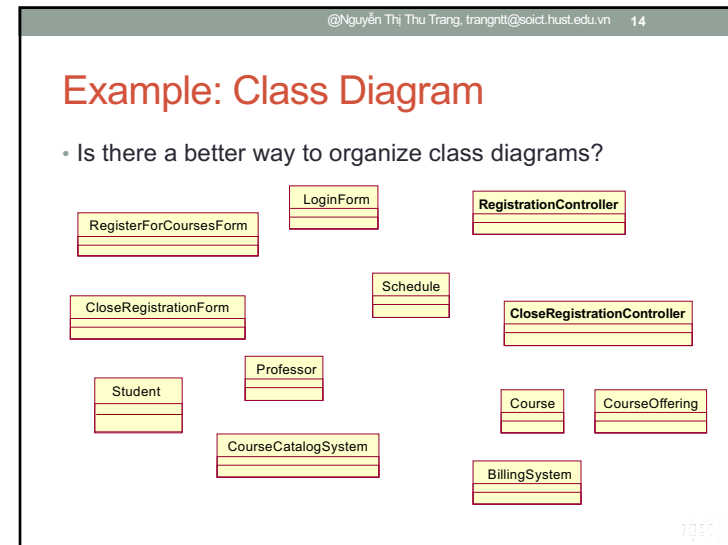 @Nguyễn Thị Thu Trang, trangntt@soict.hust.edu.vn 14
Example: Class Diagram
• Is there a better way to organize class diagrams?
LoginForm
RegistrationController
RegisterForCoursesForm
Schedule
CloseRegistrationForm
CloseRegistrationController
Professor
Student
Course
CourseOffering
CourseCatalogSystem
BillingSystem